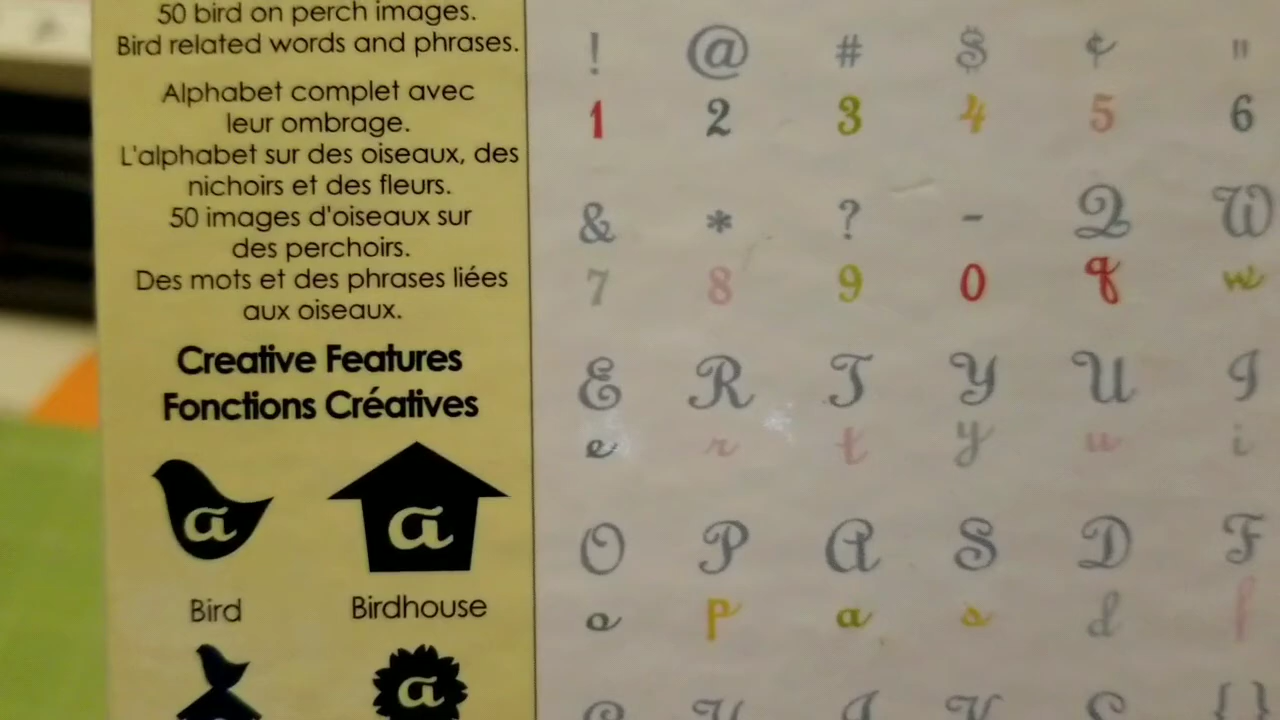 50 bird on perch images.
Bird related words and phrases.
Alphabet complet avec
leur ombrage.
L'alphabet sur des oiseaux, des
nichoirs et des fleurs.
50 images d'oiseaux sur
des perchoirs.
Des mots et des phrases liées
aux oiseaux.
Creative Features
Fonctions Créatives
a a
Bird Birdhouse
a
! @ # $ ¢ "
1 2 3 4 5 6
& * ? - Q W
7 8 9 0 q w
E R T Y U I
e r t y u i
O P A S D F
o p a s d f
{ }